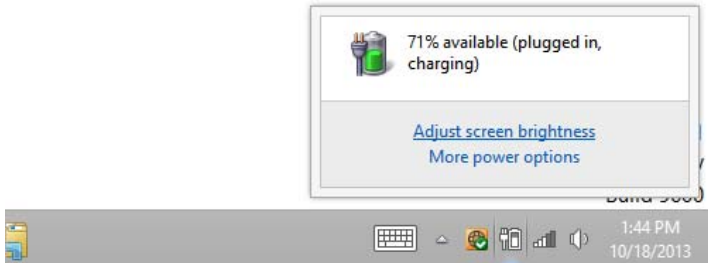 71% available (plugged in,
charging)
Adjust screen brightness
More power options
1:44 PM
10/18/2013